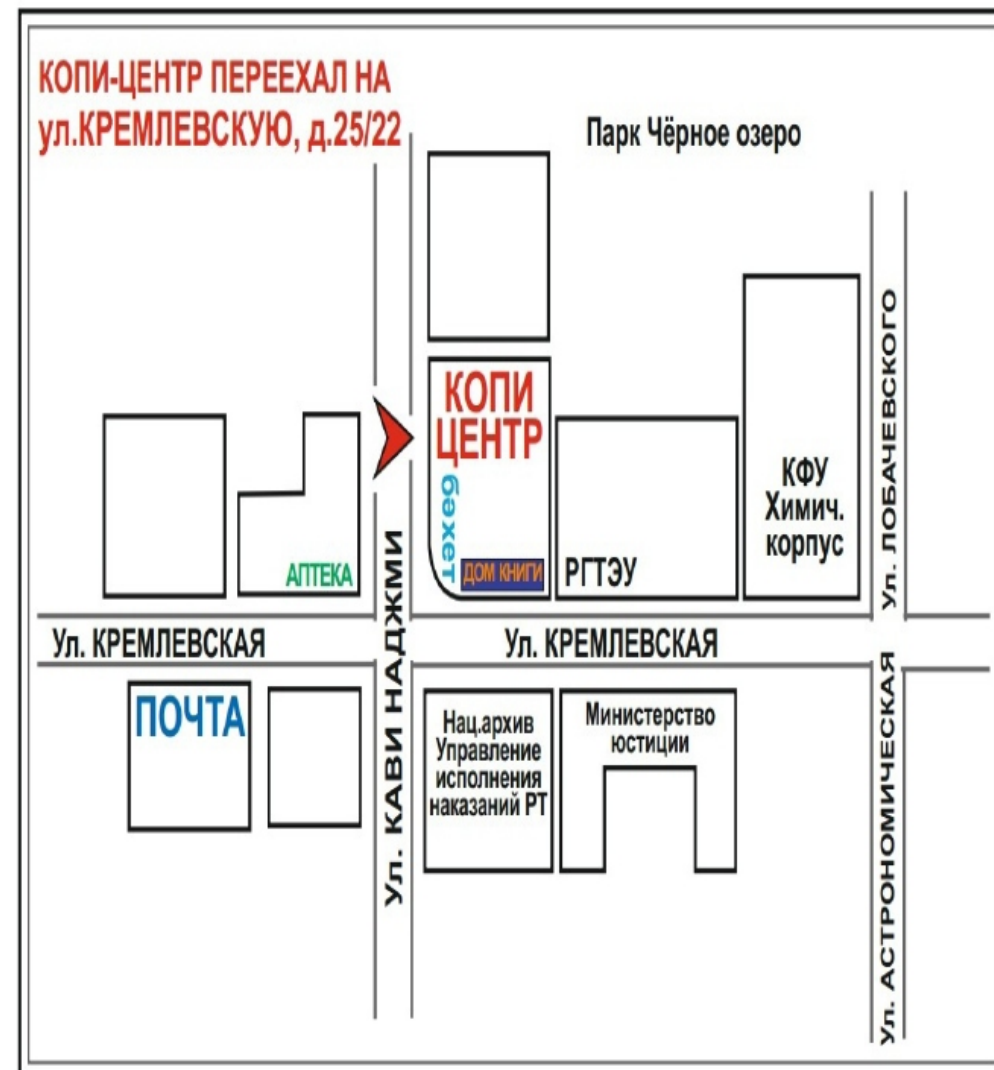 КОПИ-ЦЕНТР ПЕРЕЕХАЛ НА
ул.КРЕМЛЕВСКУЮ, д.25/22
Парк Чёрное озеро
КОПИ
ЦЕНТР
бәхет
ДОМ КНИГИ
АПТЕКА
РГТЭУ
КФУ
Химич.
корпус
Ул. ЛОБАЧЕВСКОГО
Ул. КРЕМЛЕВСКАЯ
Ул. КАВИ НАДЖМИ
Ул. КРЕМЛЕВСКАЯ
ПОЧТА
Нац.архив
Управление
исполнения
наказаний РТ
Министерство
юстиции
Ул. АСТРОНОМИЧЕСКАЯ